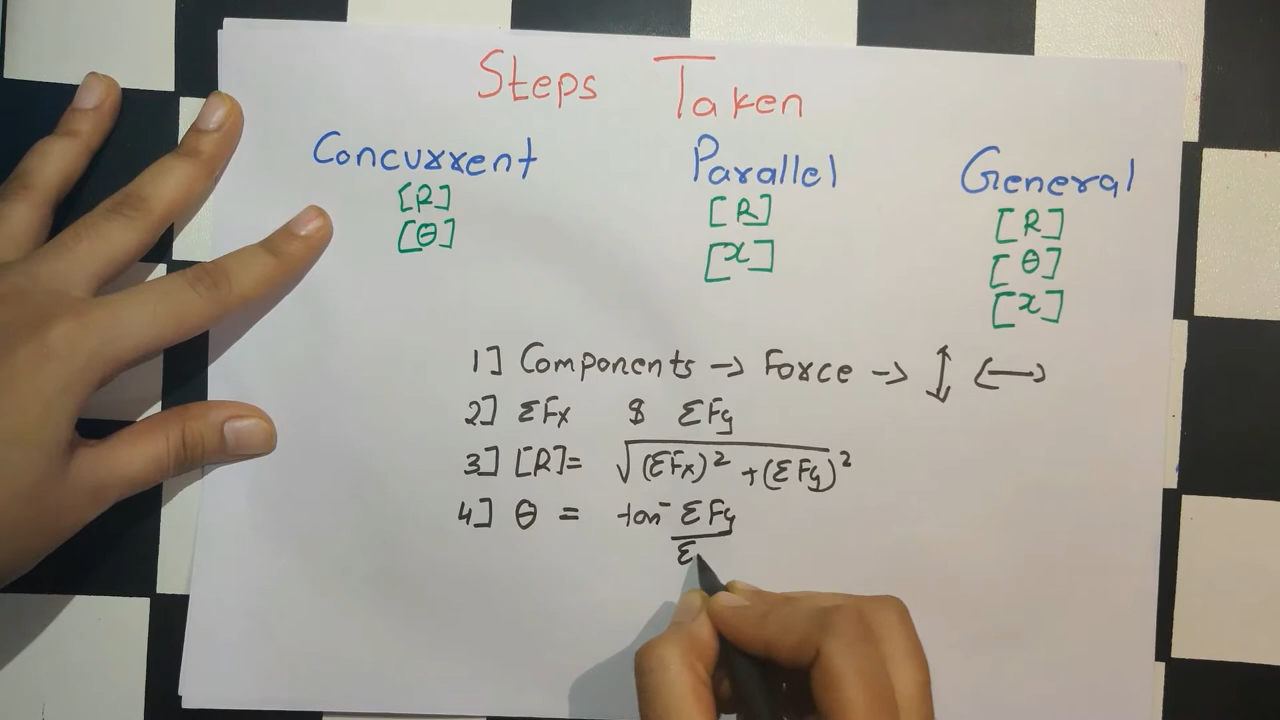 Steps Taken
Concurrent Parallel General
[R] [R] [R]
[θ] [x] [θ]
[x]
1] Components → Force → ↕ ↔
2] ΣFx & ΣFy
3] [R] = √(ΣFx)² + (ΣFy)²
4] θ = tan⁻ ΣFy
Σ